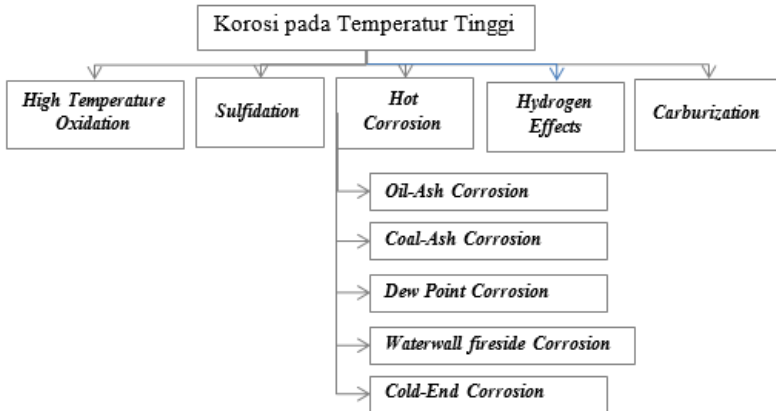 Korosi pada Temperatur Tinggi
High Temperature
Oxidation
Sulfidation
Hot
Corrosion
Hydrogen
Effects
Carburization
Oil-Ash Corrosion
Coal-Ash Corrosion
Dew Point Corrosion
Waterwall fireside Corrosion
Cold-End Corrosion